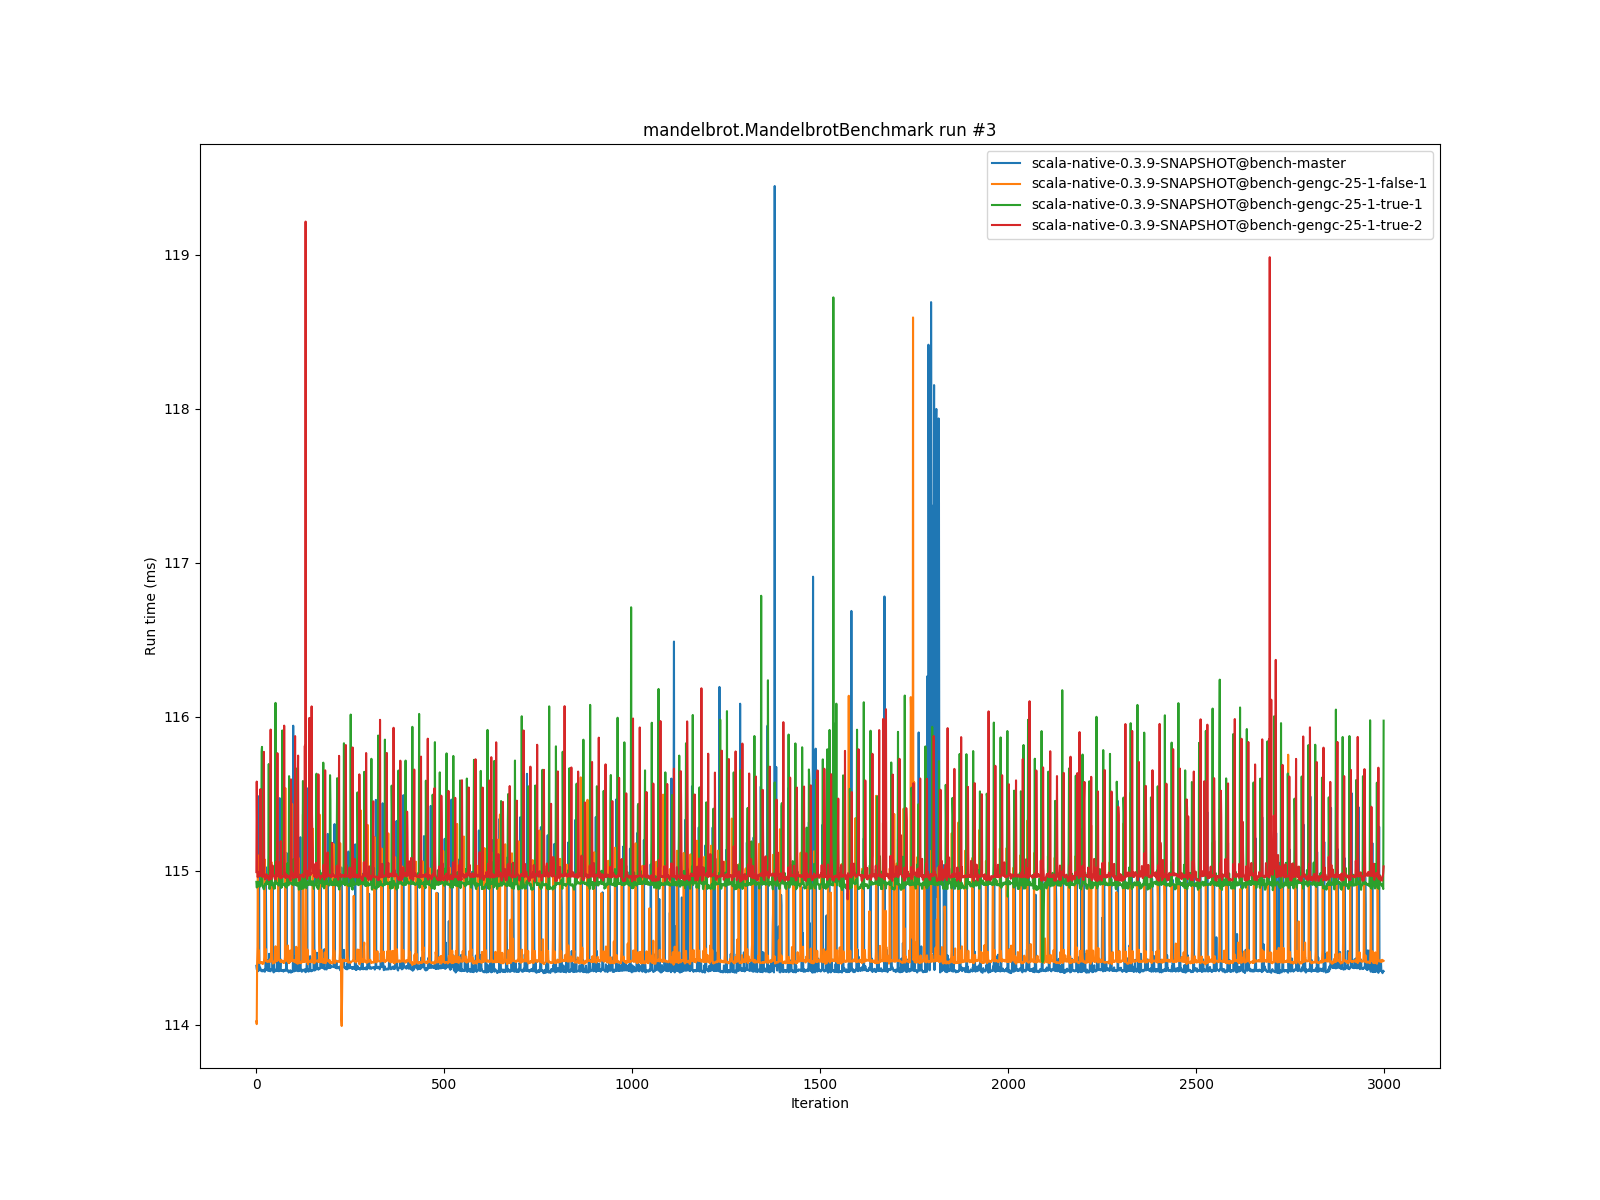 mandelbrot.MandelbrotBenchmark run #3
scala-native-0.3.9-SNAPSHOT@bench-master
scala-native-0.3.9-SNAPSHOT@bench-gengc-25-1-false-1
scala-native-0.3.9-SNAPSHOT@bench-gengc-25-1-true-1
scala-native-0.3.9-SNAPSHOT@bench-gengc-25-1-true-2
119
118
117
116
115
114
Run time (ms)
0 500 1000 1500 2000 2500 3000
Iteration